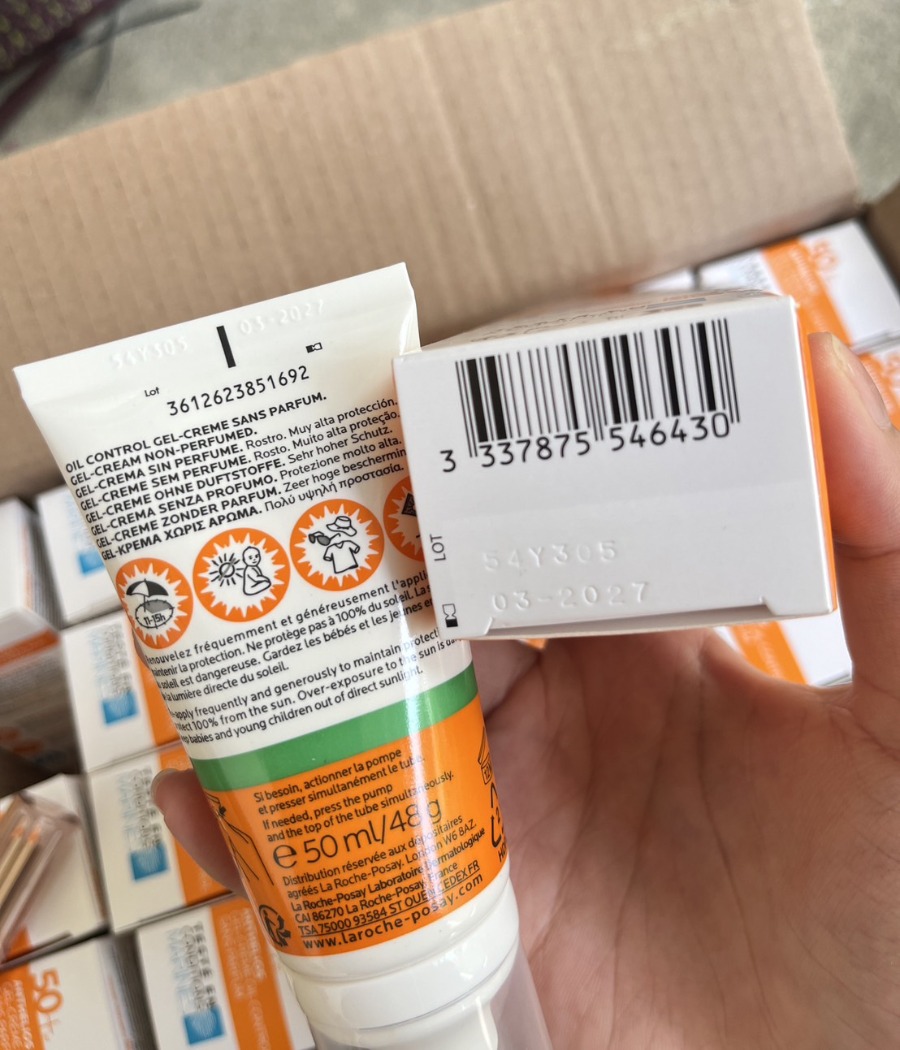 54Y305 03-2027
Lot
3612623851692
OIL CONTROL GEL-CREME SANS PARFUM.
GEL-CREAM NON-PERFUMED.
GEL-CREMA SIN PERFUME. Rostro. Muy alta protección.
GEL-CREME SEM PERFUME. Rosto. Muito alta proteção.
GEL-CREME OHNE DUFTSTOFFE. Sehr hoher Schutz.
GEL-CREMA SENZA PROFUMO. Protezione molto alta.
GEL-CREME ZONDER PARFUM. Zeer hoge beschermin
GEL-ΚΡΕΜΑ ΧΩΡΙΣ ΑΡΩΜΑ. Πολύ υψηλή προστασία.
11-15h
Renouvelez fréquemment et généreusement l'appli
maintenir la protection. Ne protège pas à 100% du soleil. La
soleil est dangereuse. Gardez les bébés et les jeunes
la lumière directe du soleil.
apply frequently and generously to maintain protect
protect 100% from the sun. Over-exposure to the sun is
babies and young children out of direct sunlight.
Si besoin, actionner la pompe
et presser simultanément le tube.
If needed, press the pump
and the top of the tube simultaneously.
e 50 ml/48 g
Distribution réservée aux dépositaires
agréés La Roche-Posay. London W6 8AZ.
La Roche-Posay Laboratoire Dermatologique
CAI 86270 La Roche-Posay, France
TSA 75000 93584 ST OUEN CEDEX FR
www.laroche-posay.com
3 337875 546430
LOT
54Y305
03-2027
50+